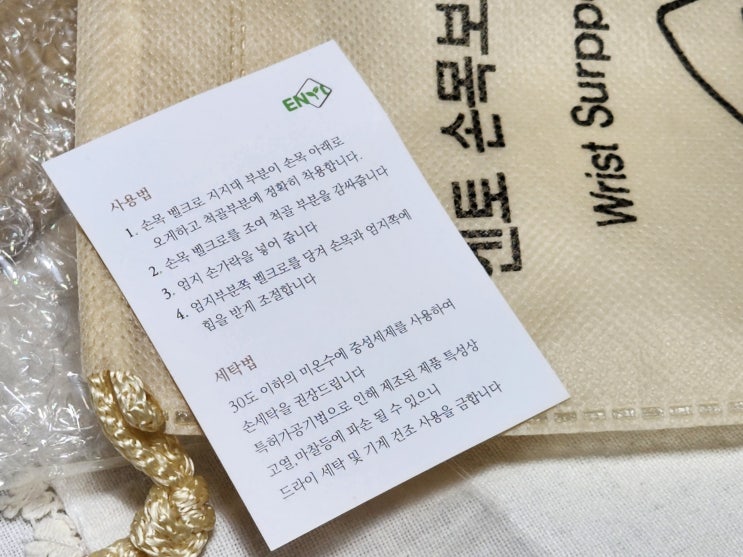 ENTO
사용법
1. 손목 벨크로 지지대 부분이 손목 아래로
오게하고 척골부분에 정확히 착용합니다.
2. 손목 벨크로를 조여 척골 부분을 감싸줍니다
3. 엄지 손가락을 넣어 줍니다
4. 엄지부분쪽 벨크로를 당겨 손목과 엄지쪽에
힘을 받게 조절합니다
세탁법
30도 이하의 미온수에 중성세제를 사용하여
손세탁을 권장드립니다
특허가공기법으로 인해 제조된 제품 특성상
고열,마찰등에 파손 될 수 있으니
드라이 세탁 및 기계 건조 사용을 금합니다
엔토 손목보
Wrist Surppo